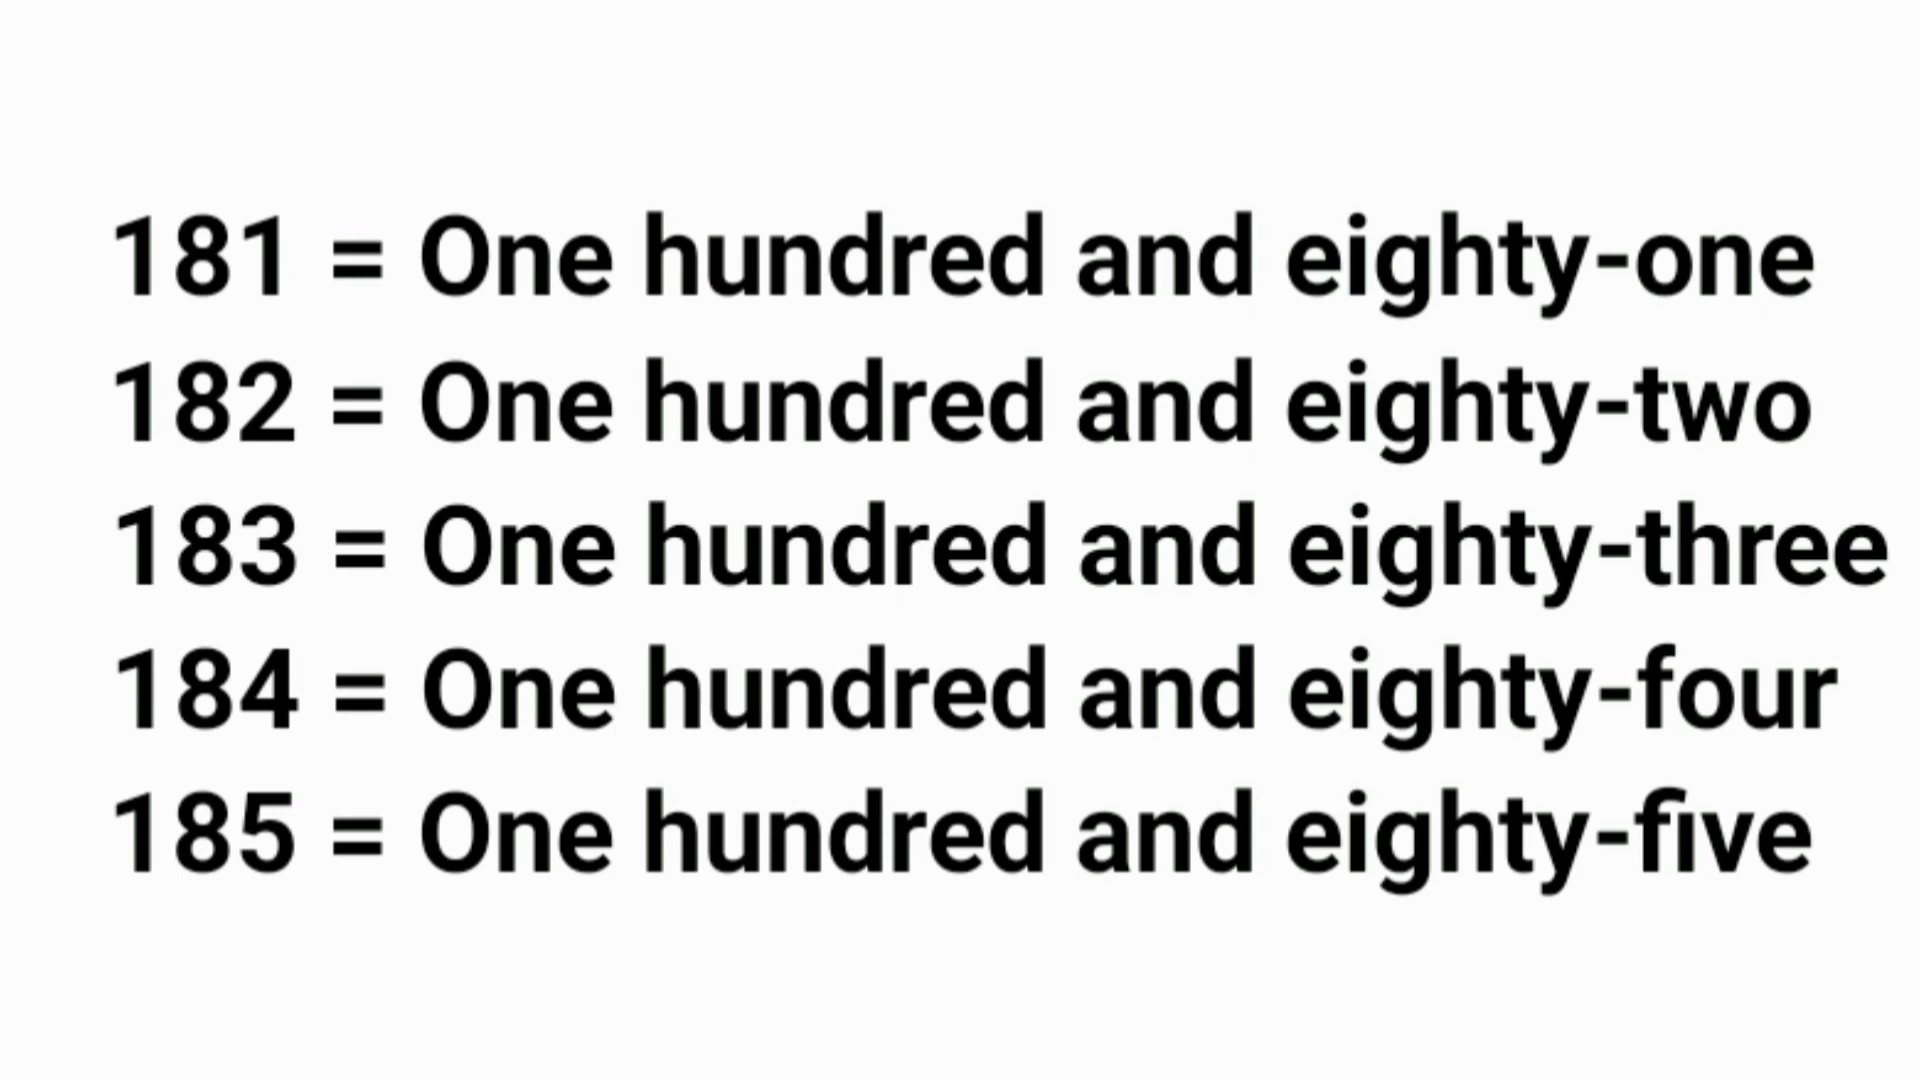 181 = One hundred and eighty-one
182 = One hundred and eighty-two
183 = One hundred and eighty-three
184 = One hundred and eighty-four
185 = One hundred and eighty-five